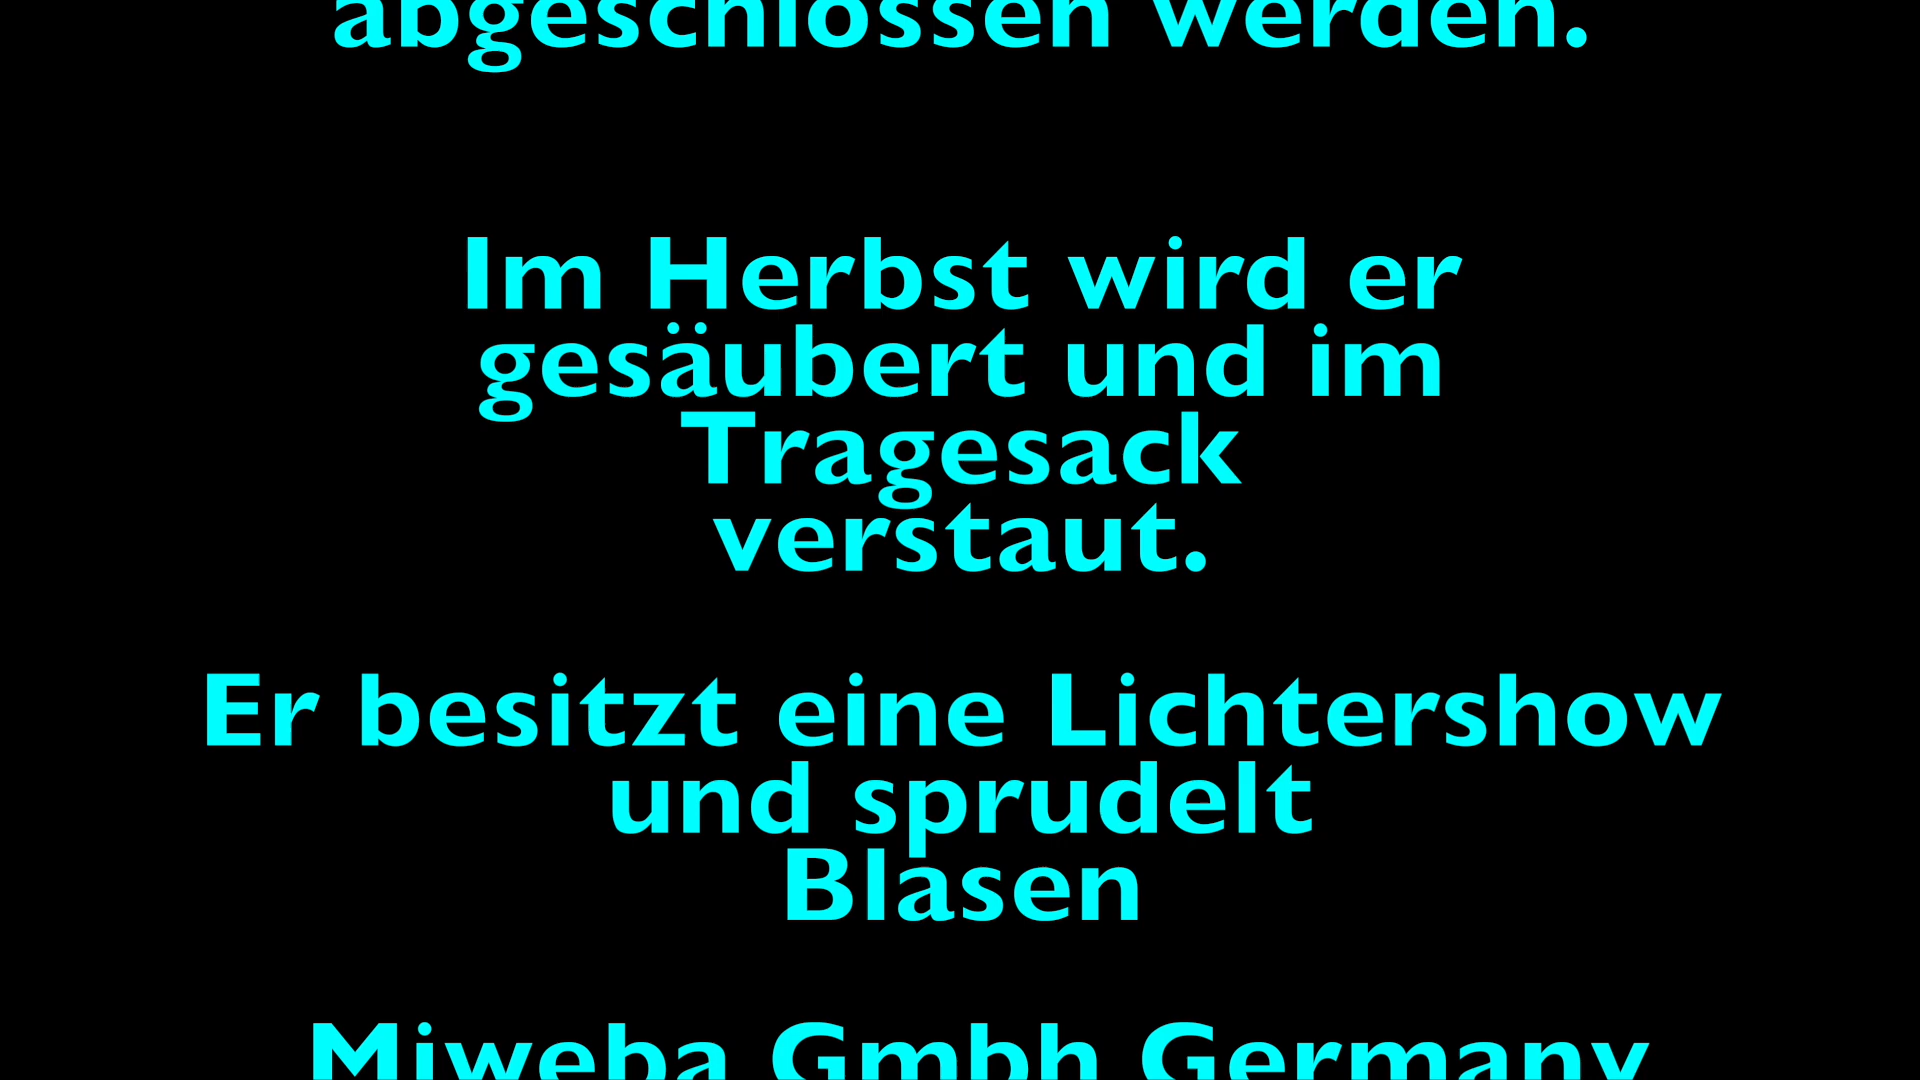 abgeschlossen werden.
Im Herbst wird er
gesäubert und im
Tragesack
verstaut.
Er besitzt eine Lichtershow
und sprudelt
Blasen
Miweba Gmbh Germany